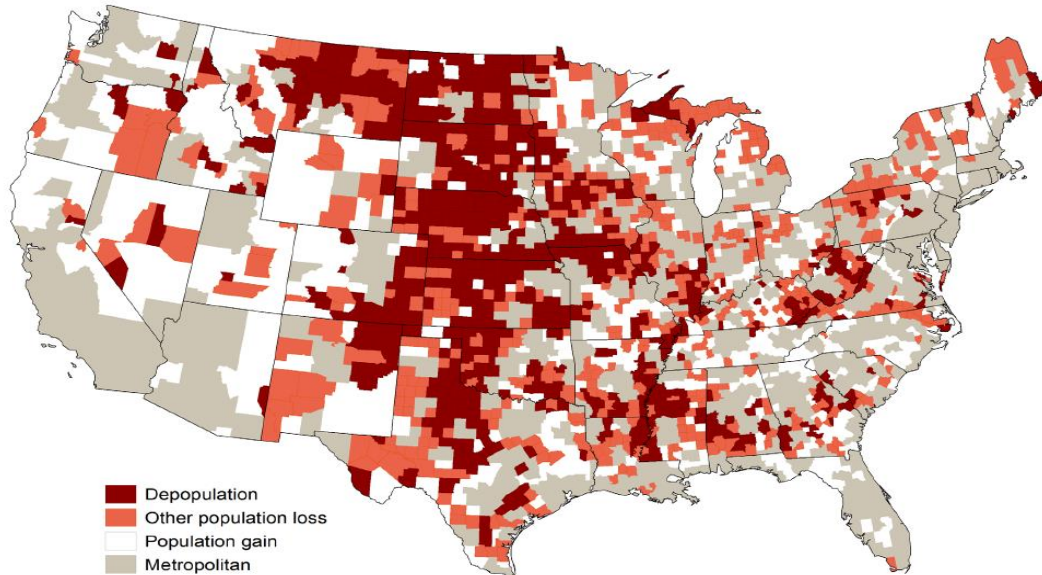 Depopulation
Other population loss
Population gain
Metropolitan